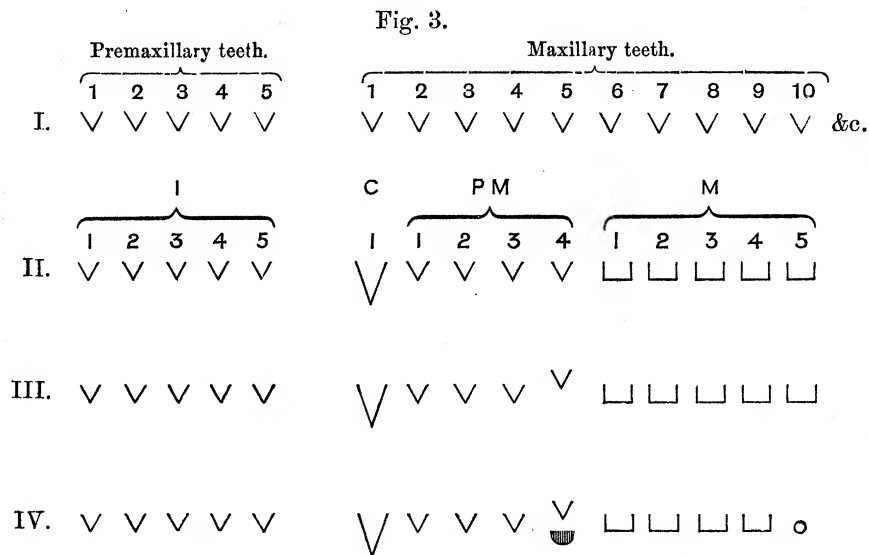 Fig. 3.
Premaxillary teeth. Maxillary teeth.
1 2 3 4 5 1 2 3 4 5 6 7 8 9 10
I. &c.
I C PM M
1 2 3 4 5 1 1 2 3 4 1 2 3 4 5
II.
III.
IV.